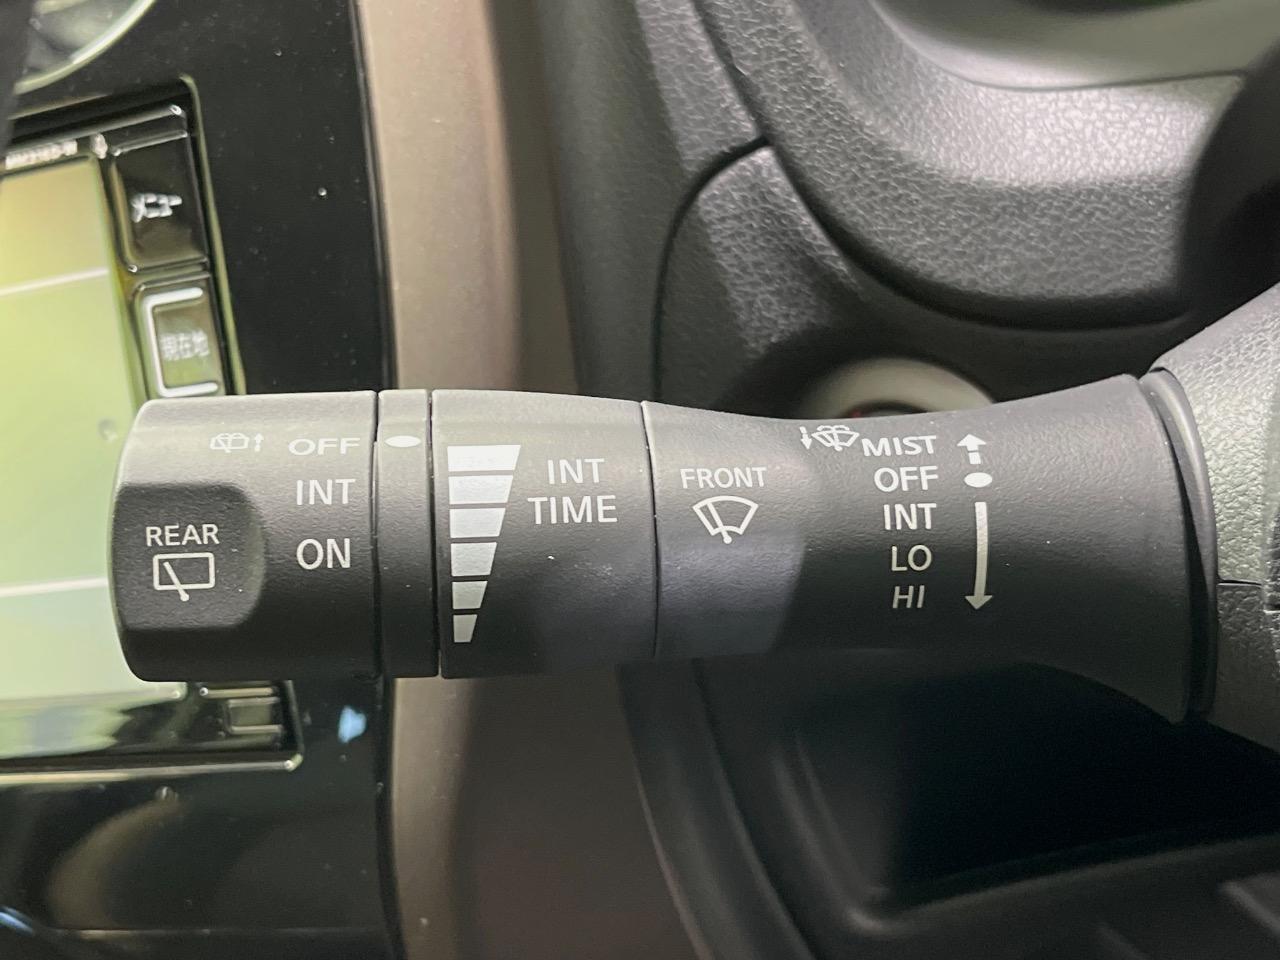 メニュー
現在地
OFF
INT
ON
REAR
INT
TIME
FRONT
MIST
OFF
INT
LO
HI